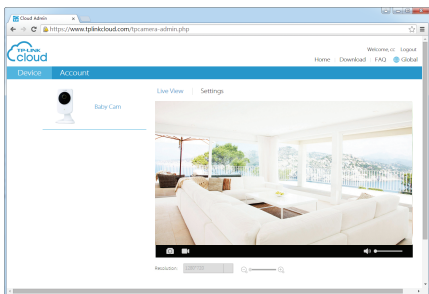 Cloud Admin
https://www.tplinkcloud.com/tpcamera-admin.php
TP-LINK
cloud
Welcome, cc Logout
Home Download FAQ Global
Device Account
Live View Settings
Baby Cam
Resolution